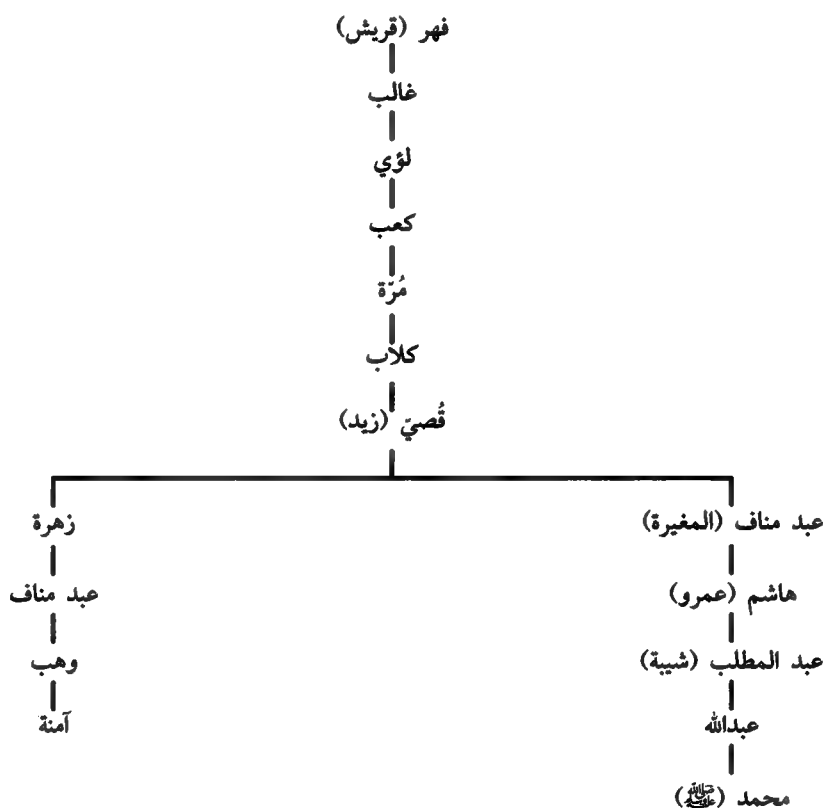 فهر (قريش)
غالب
لؤي
كعب
مُرّة
كلاب
قُصيّ (زيد)
عبد مناف (المغيرة)
زهرة
هاشم (عمرو)
عبد مناف
عبد المطلب (شيبة)
وهب
عبدالله
آمنة
محمد (ﷺ)